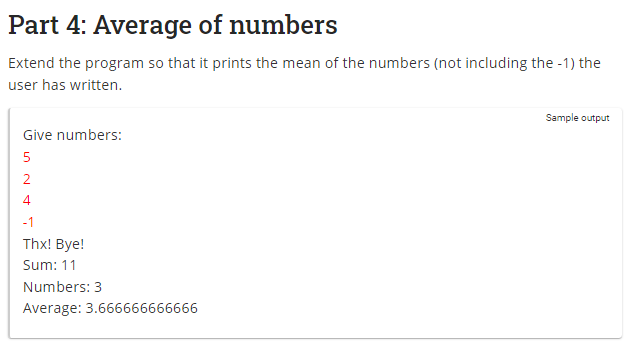 Part 4: Average of numbers
Extend the program so that it prints the mean of the numbers (not including the -1) the
user has written.
Sample output
Give numbers:
5
2
4
-1
Thx! Bye!
Sum: 11
Numbers: 3
Average: 3.666666666666